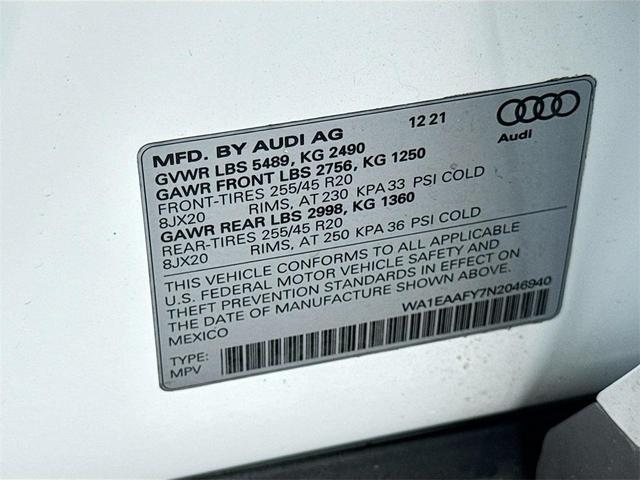 MFD. BY AUDI AG 12 21
Audi
GVWR LBS 5489, KG 2490
GAWR FRONT LBS 2756, KG 1250
FRONT-TIRES 255/45 R20
8JX20 RIMS, AT 230 KPA 33 PSI COLD
GAWR REAR LBS 2998, KG 1360
REAR-TIRES 255/45 R20
8JX20 RIMS, AT 250 KPA 36 PSI COLD
THIS VEHICLE CONFORMS TO ALL APPLICABLE
U.S. FEDERAL MOTOR VEHICLE SAFETY AND
THEFT PREVENTION STANDARDS IN EFFECT ON
THE DATE OF MANUFACTURE SHOWN ABOVE.
MEXICO WA1EAAFY7N2046940
TYPE:
MPV